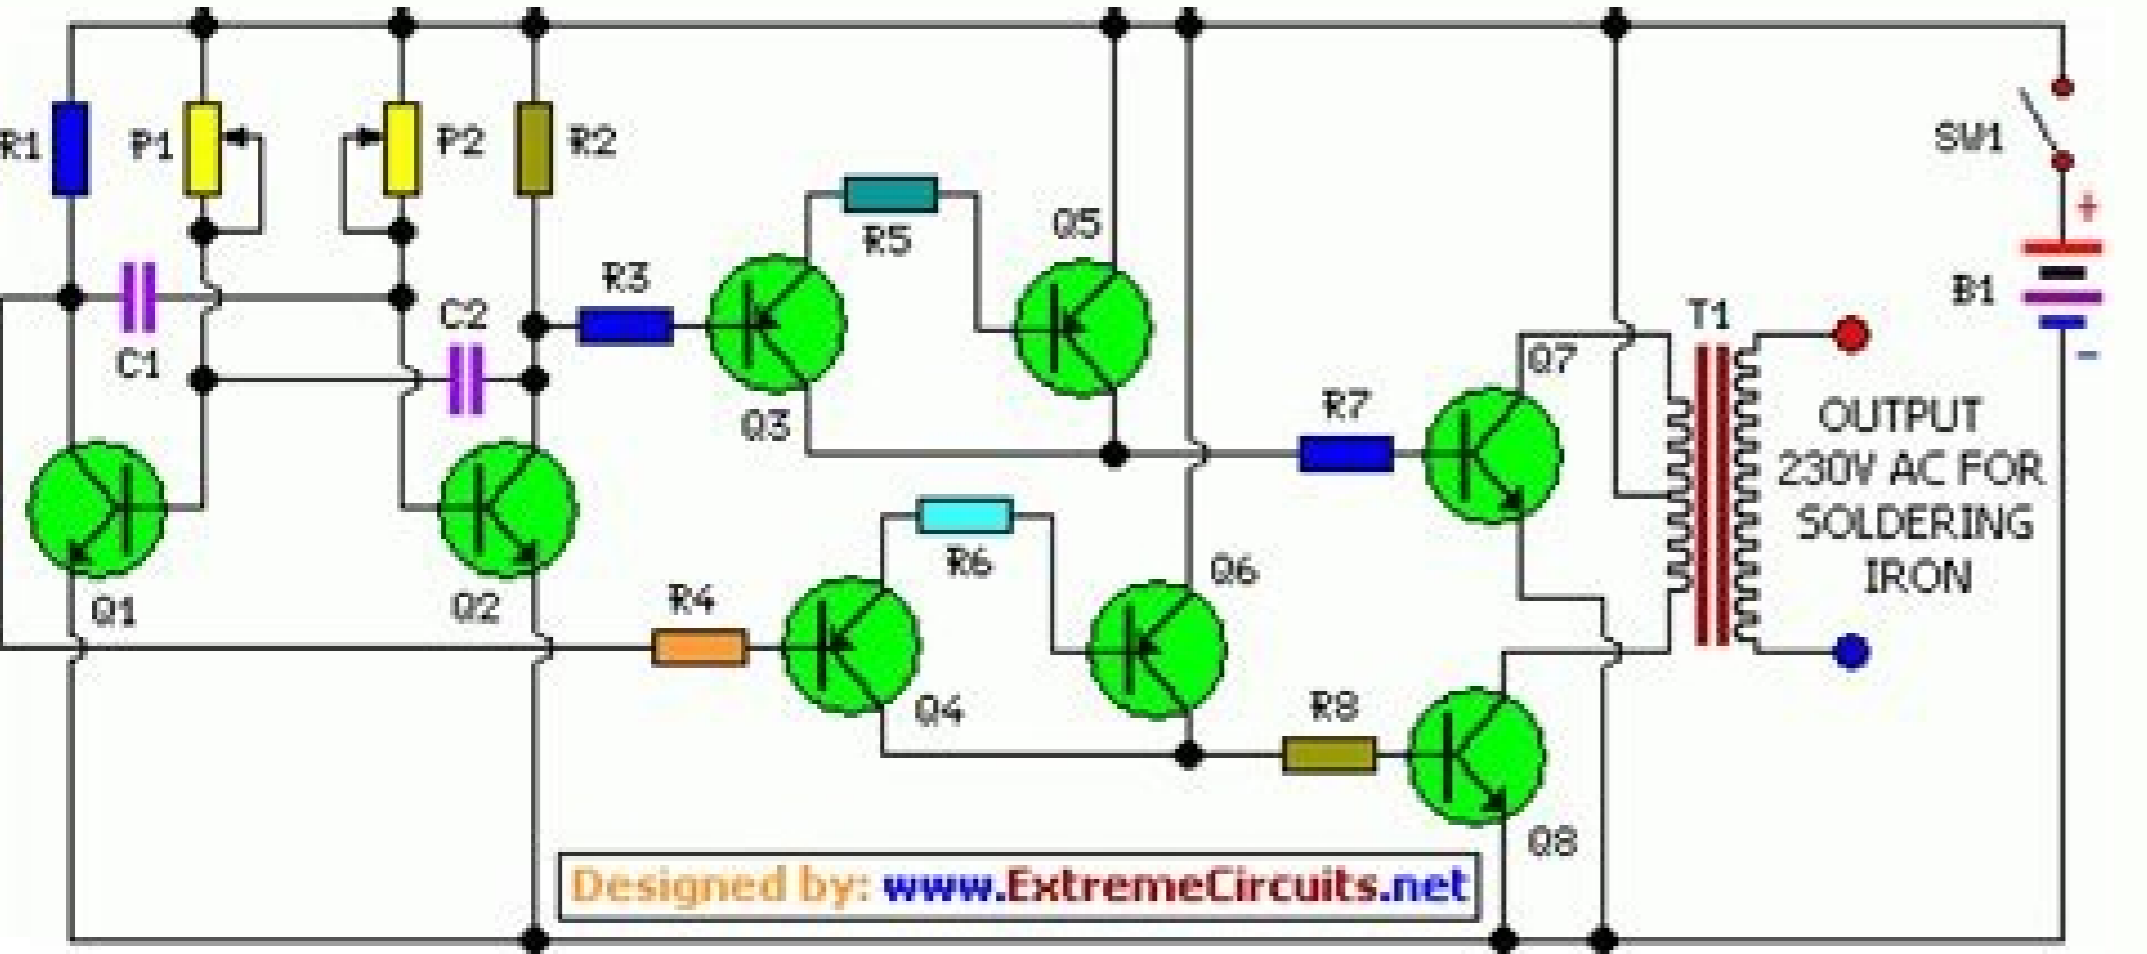 R1
P1
P2
R2
SW1
+
R5
Q5
R3
C2
B1
T1
-
C1
Q7
Q3
R7
OUTPUT
230V AC FOR
SOLDERING
IRON
R6
Q6
Q1
Q2
R4
Q4
R8
Q8
Designed by: www.ExtremeCircuits.net